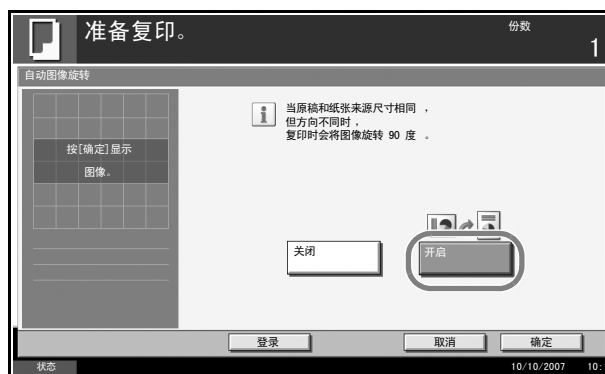 准备复印。
份数
1
自动图像旋转
按[确定]显示
图像。
当原稿和纸张来源尺寸相同 ，
但方向不同时，
复印时会将图像旋转 90 度 。
关闭
开启
登录
取消
确定
状态
10/10/2007 10: